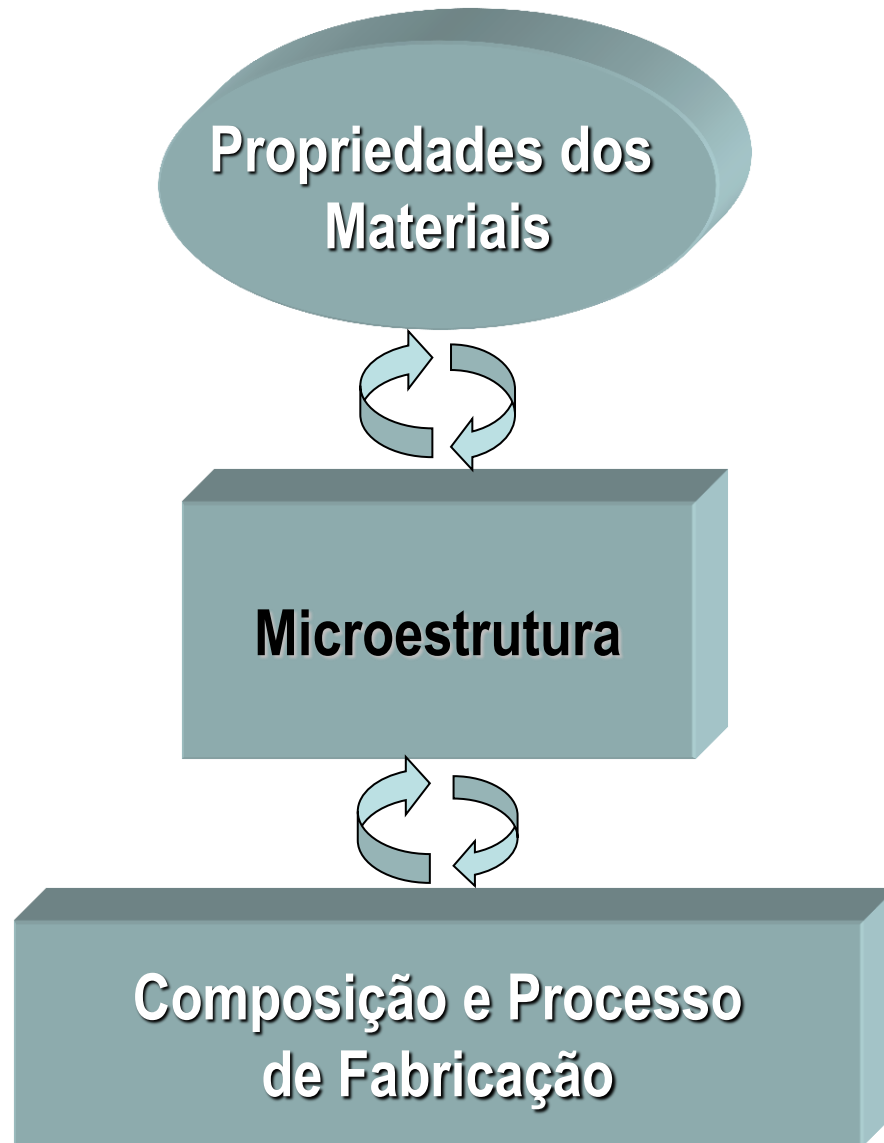 Propriedades dos
Materiais
Microestrutura
Composição e Processo
de Fabricação